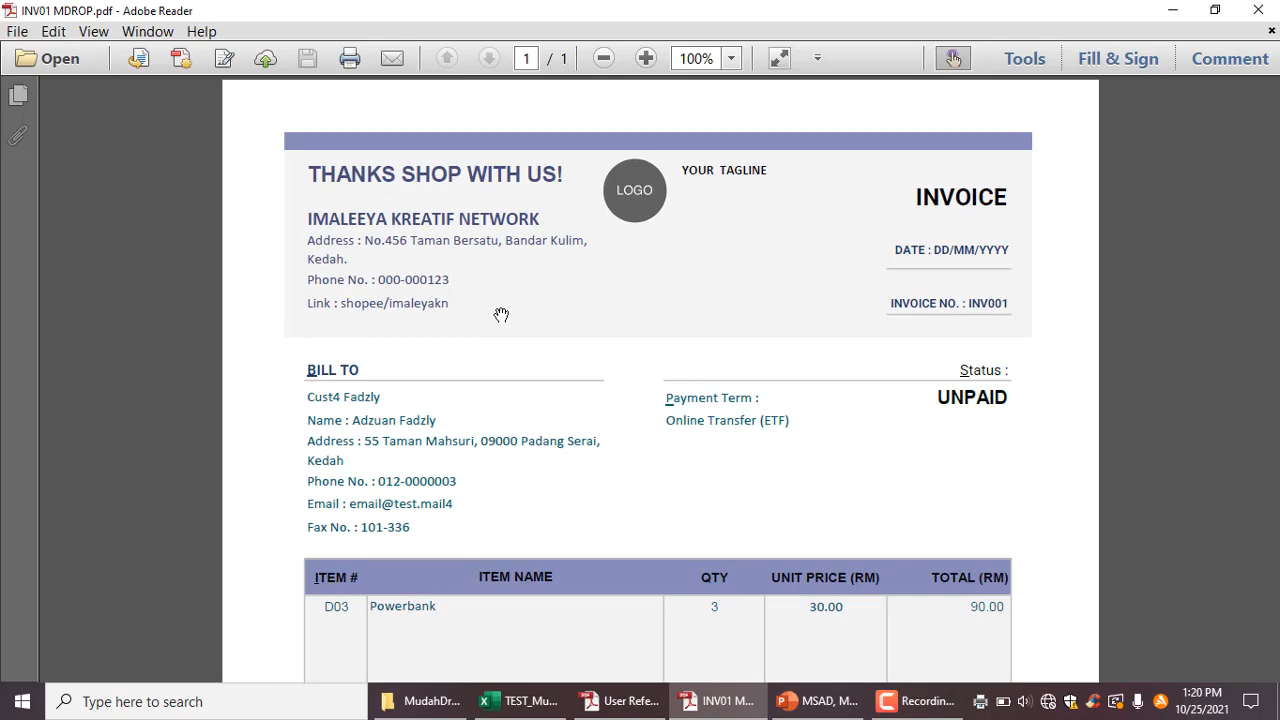 INV01 MDROP.pdf - Adobe Reader
File Edit View Window Help
Open 1 / 1 100% Tools Fill & Sign Comment
THANKS SHOP WITH US!
LOGO
YOUR TAGLINE
INVOICE
IMALEEYA KREATIF NETWORK
Address : No.456 Taman Bersatu, Bandar Kulim,
Kedah.
Phone No. : 000-000123
Link : shopee/imaleyakn
DATE : DD/MM/YYYY
INVOICE NO. : INV001
BILL TO
Cust4 Fadzly
Name : Adzuan Fadzly
Address : 55 Taman Mahsuri, 09000 Padang Serai,
Kedah
Phone No. : 012-0000003
Email : email@test.mail4
Fax No. : 101-336
Payment Term :
Online Transfer (ETF)
Status :
UNPAID
ITEM # ITEM NAME QTY UNIT PRICE (RM) TOTAL (RM)
D03 Powerbank 3 30.00 90.00
Type here to search
MudahDr...
TEST_Mu...
User Refe...
INV01 M...
MSAD, M...
Recordin...
1:20 PM
10/25/2021